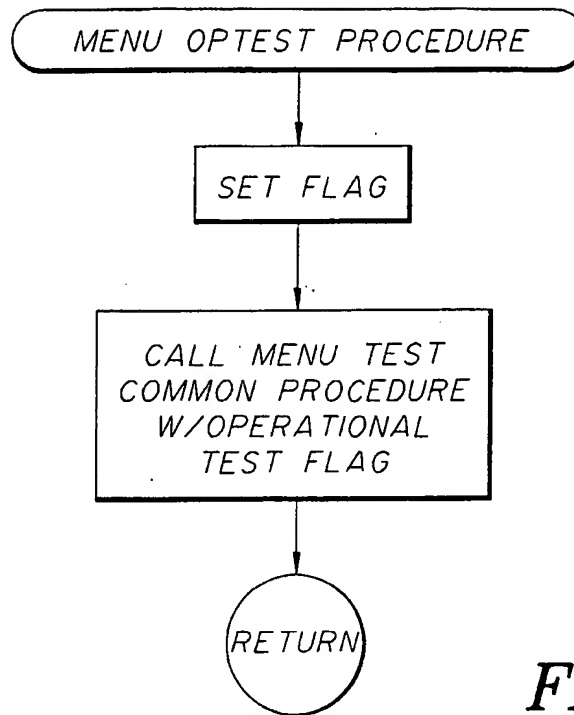 MENU OPTEST PROCEDURE
SET FLAG
CALL MENU TEST
COMMON PROCEDURE
W/OPERATIONAL
TEST FLAG
RETURN